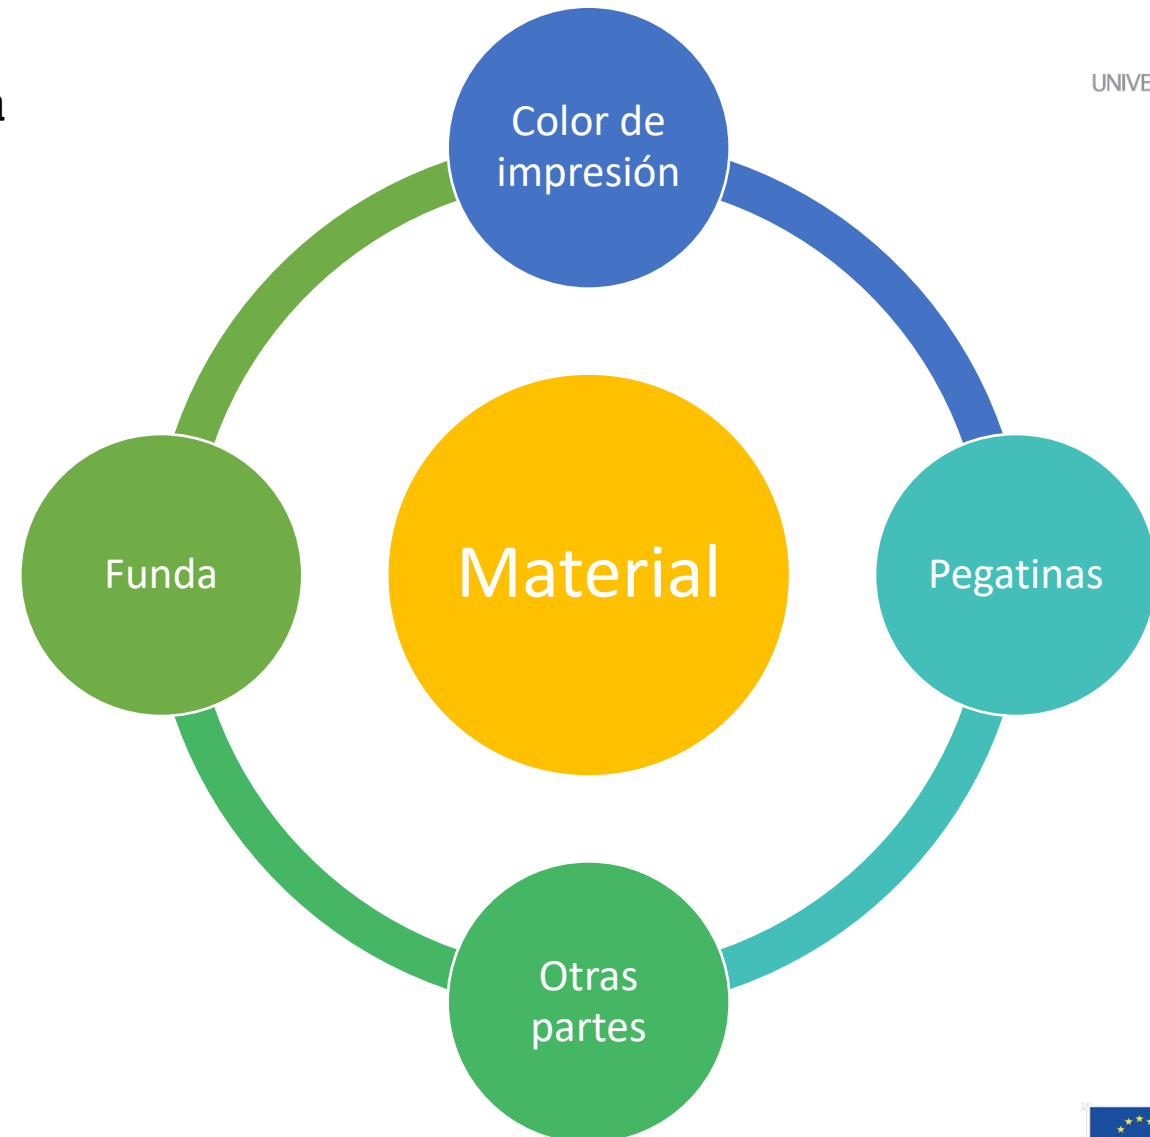 Color de
impresión
Funda
Material
Pegatinas
Otras
partes